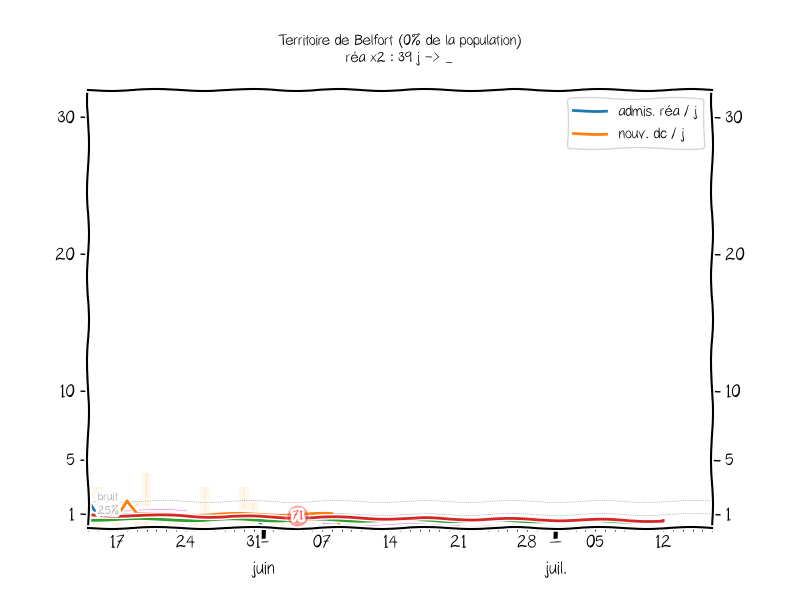 Territoire de Belfort (0% de la population)
réa x2 : 39 j -> _
admis. réa / j
nouv. dc / j
30 30
20 20
10 10
5 5
bruit
25%
71
1 1
17 24 31 07 14 21 28 05 12
juin juil.